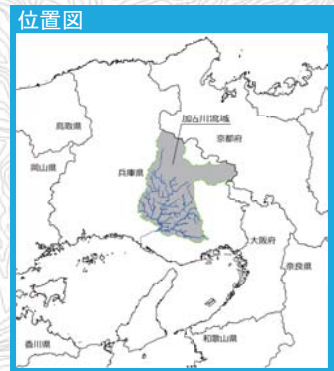 位置図
鳥取県
加古川流域
京都府
岡山県
兵庫県
大阪府
奈良県
香川県
和歌山県